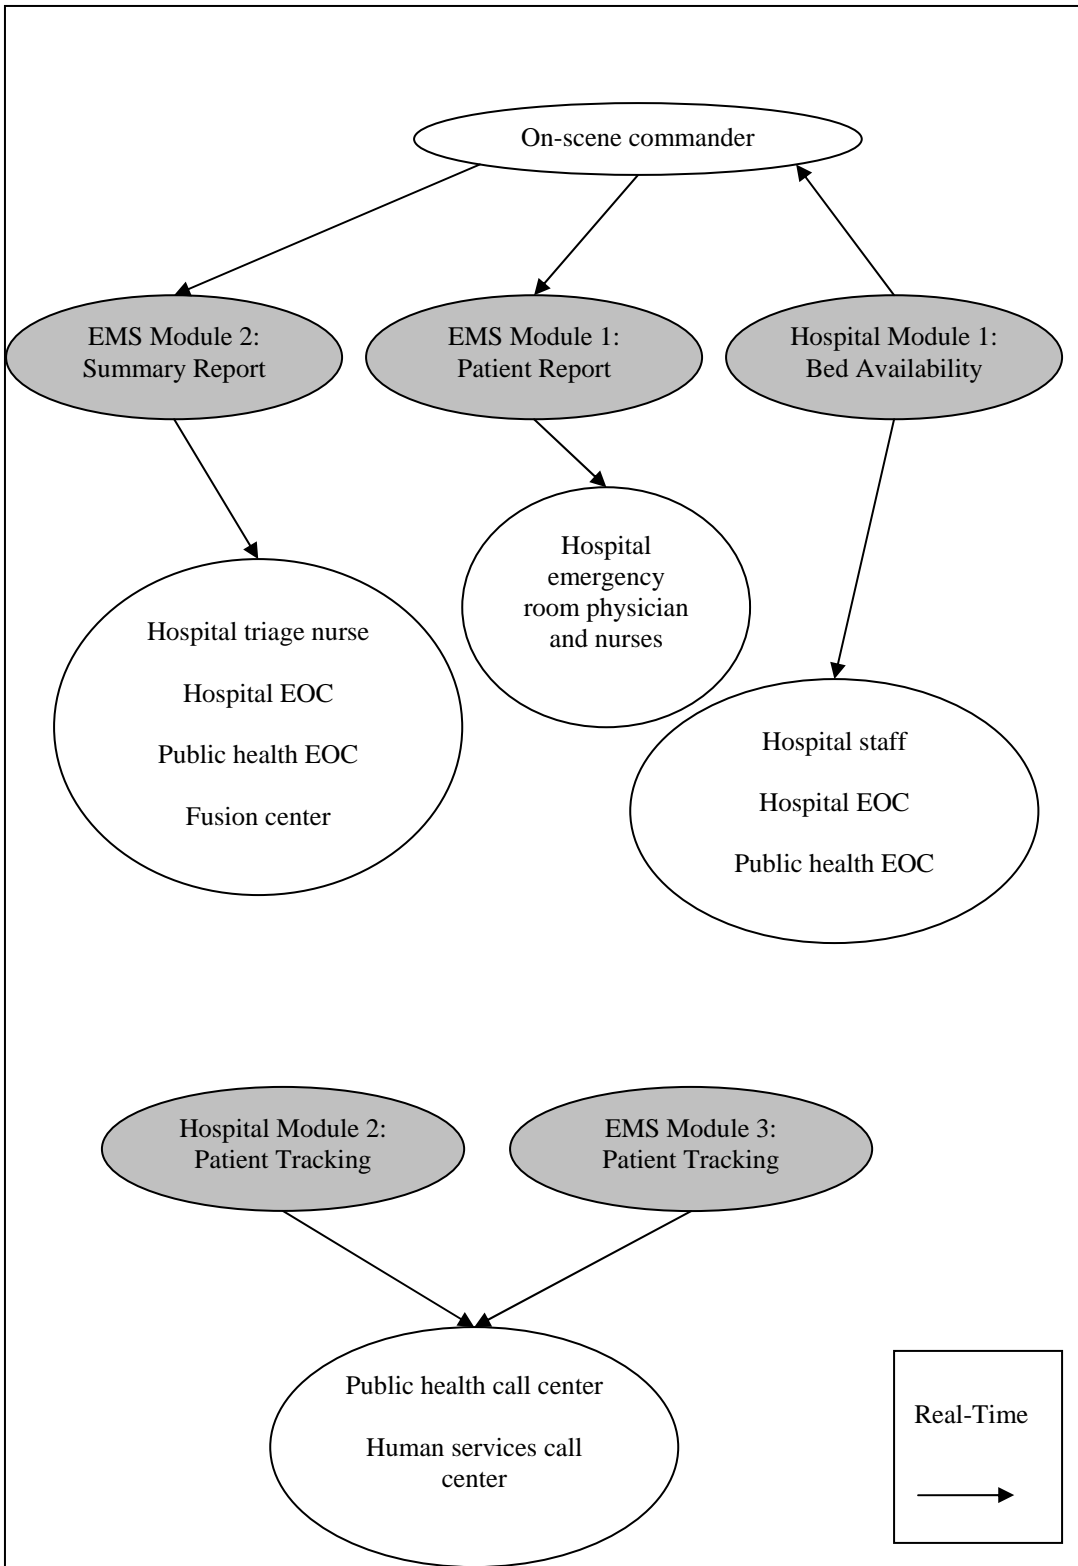 On-scene commander
EMS Module 2:
Summary Report
EMS Module 1:
Patient Report
Hospital Module 1:
Bed Availability
Hospital
emergency
room physician
and nurses
Hospital triage nurse
Hospital EOC
Public health EOC
Fusion center
Hospital staff
Hospital EOC
Public health EOC
Hospital Module 2:
Patient Tracking
EMS Module 3:
Patient Tracking
Public health call center
Human services call
center
Real-Time